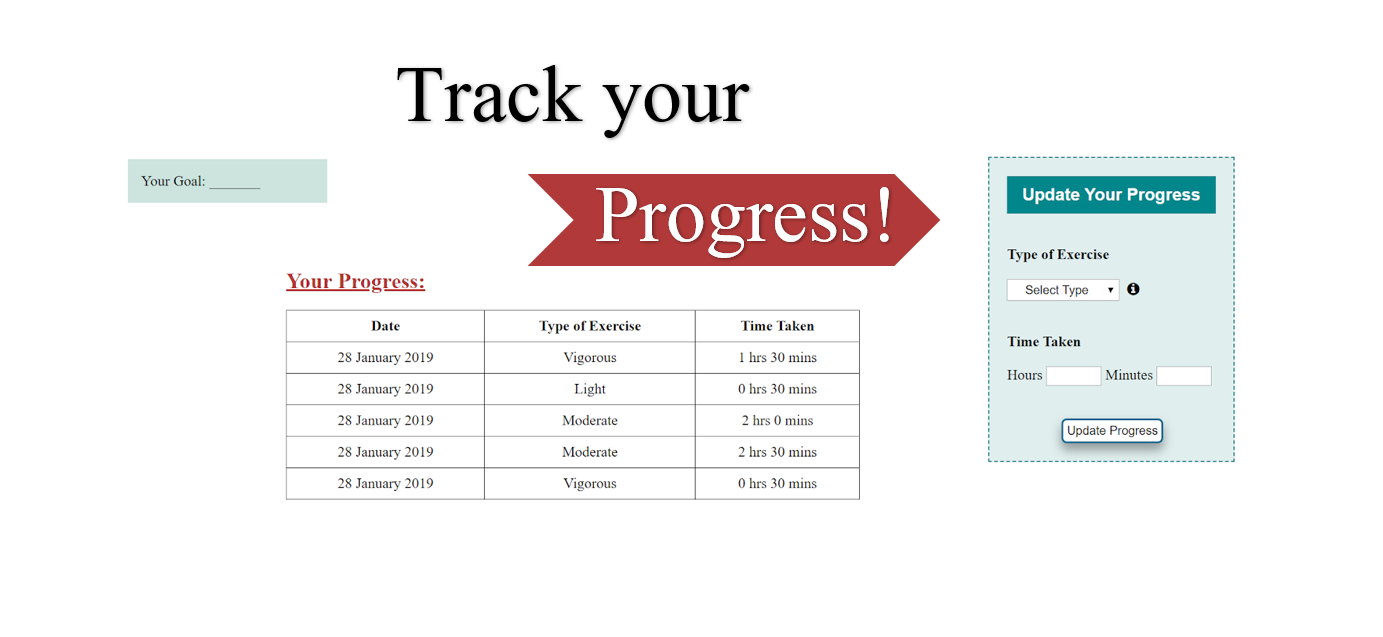 Track your
Progress!
Your Goal: _______
Your Progress:
Date Type of Exercise Time Taken
28 January 2019 Vigorous 1 hrs 30 mins
28 January 2019 Light 0 hrs 30 mins
28 January 2019 Moderate 2 hrs 0 mins
28 January 2019 Moderate 2 hrs 30 mins
28 January 2019 Vigorous 0 hrs 30 mins
Update Your Progress
Type of Exercise
Select Type
Time Taken
Hours Minutes
Update Progress